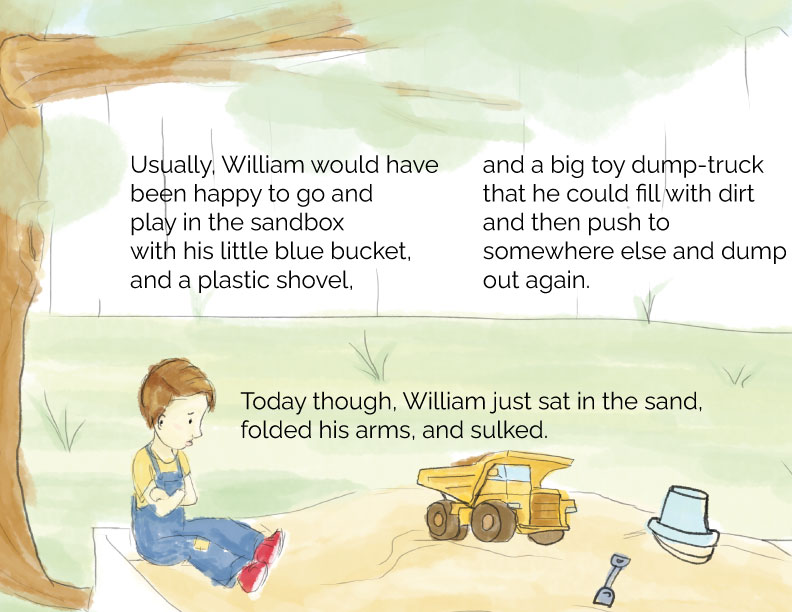 Usually, William would have
been happy to go and
play in the sandbox
with his little blue bucket,
and a plastic shovel,
and a big toy dump-truck
that he could fill with dirt
and then push to
somewhere else and dump
out again.
Today though, William just sat in the sand,
folded his arms, and sulked.